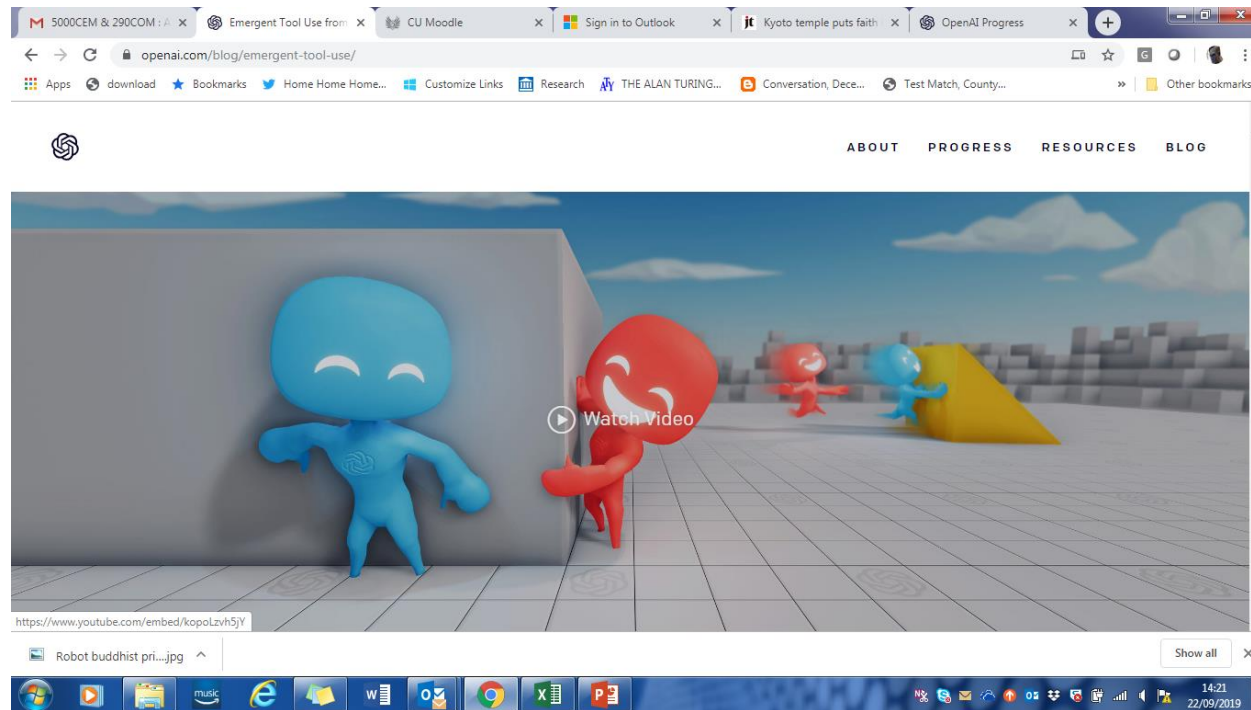 5000CEM & 290COM : A
Emergent Tool Use from
CU Moodle
Sign in to Outlook
jt Kyoto temple puts faith
OpenAI Progress
openai.com/blog/emergent-tool-use/
Apps download Bookmarks Home Home Home... Customize Links Research THE ALAN TURING... Conversation, Dece... Test Match, County... » Other bookmarks
ABOUT PROGRESS RESOURCES BLOG
Watch Video
https://www.youtube.com/embed/kopoLzvh5jY
Robot buddhist pri....jpg
Show all
music
14:21
22/09/2019